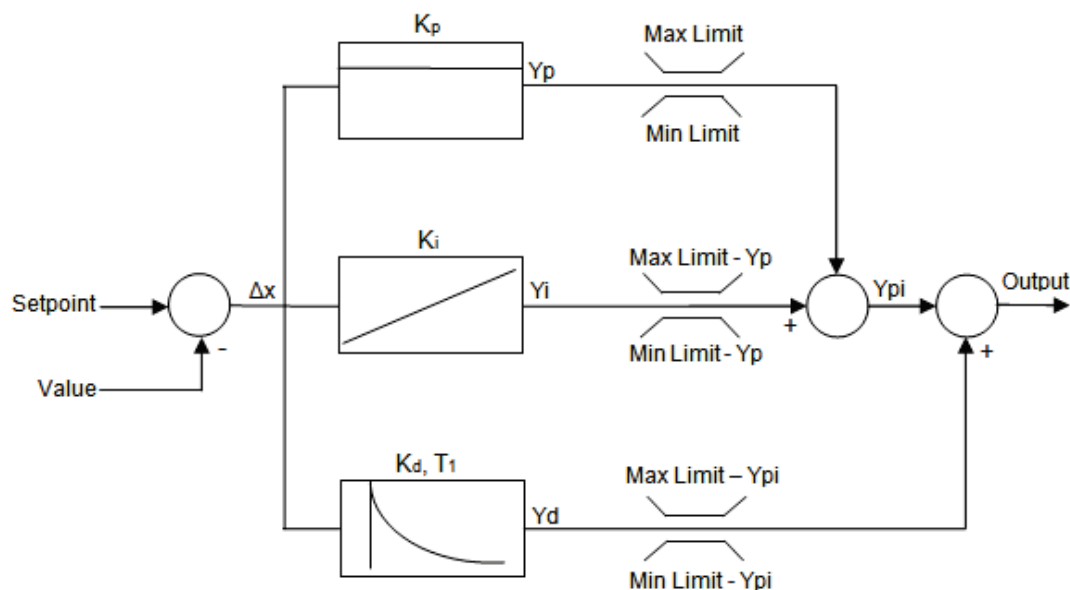 Kp
Yp
Max Limit
Min Limit
Ki
Yi
Max Limit - Yp
Min Limit - Yp
+
Ypi
Output
Setpoint
Δx
-
Value
+
Kd, T1
Yd
Max Limit – Ypi
Min Limit - Ypi